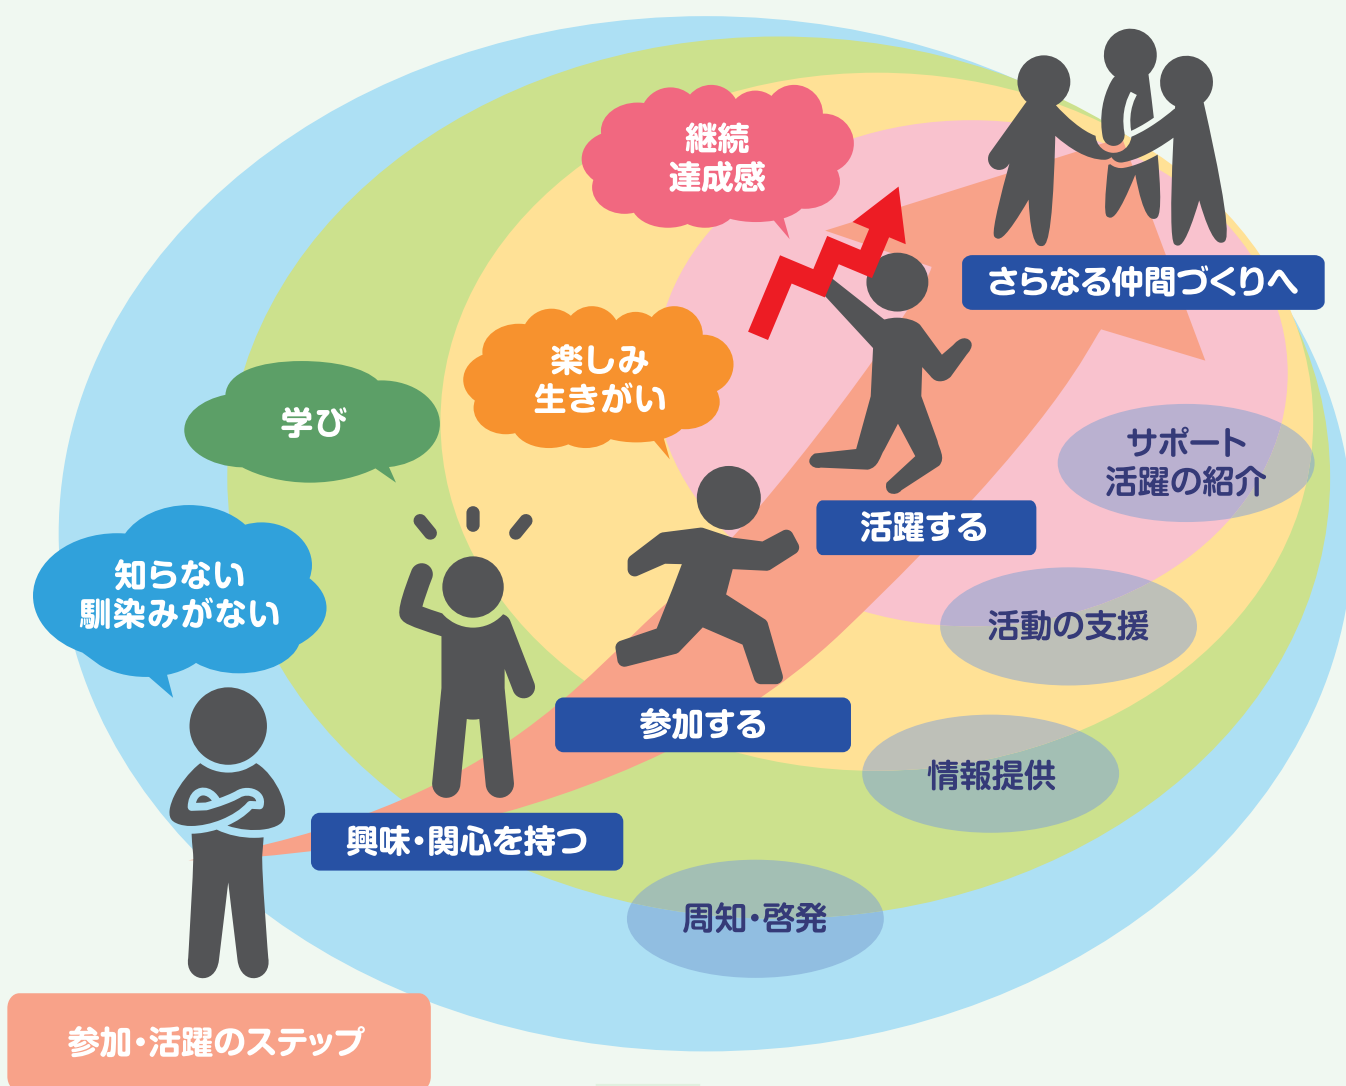 継続
達成感
さらなる仲間づくりへ
楽しみ
生きがい
学び
サポート
活躍の紹介
活躍する
知らない
馴染みがない
活動の支援
参加する
情報提供
興味・関心を持つ
周知・啓発
参加・活躍のステップ